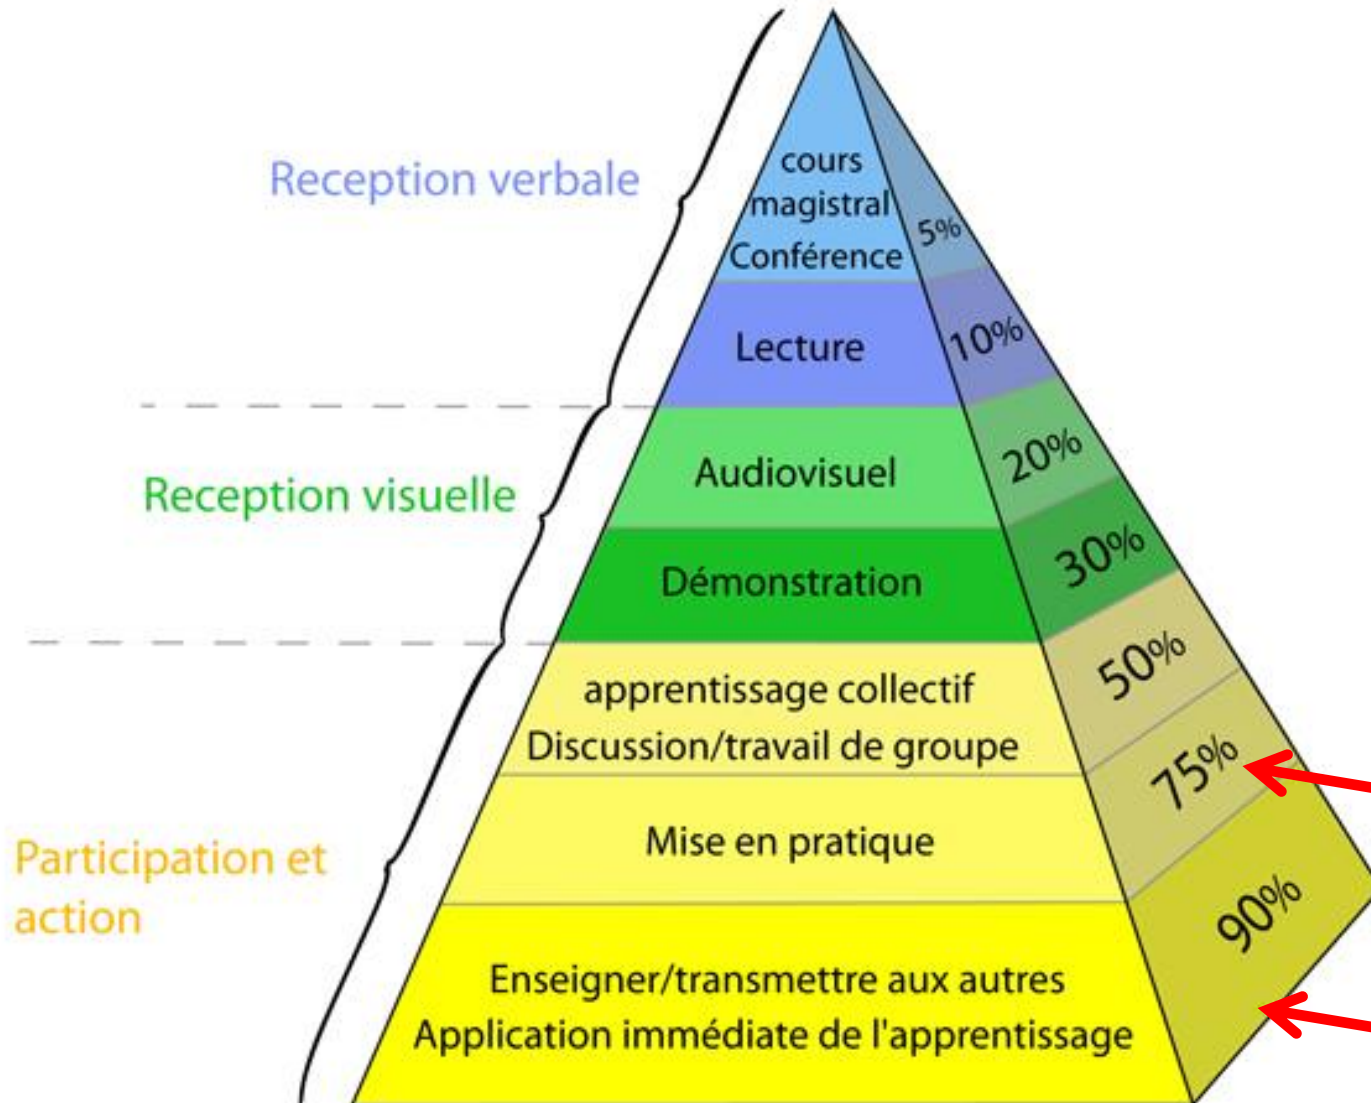 Reception verbale
cours
magistral
Conférence
5%
Lecture
10%
Reception visuelle
Audiovisuel
20%
Démonstration
30%
Participation et
action
apprentissage collectif
Discussion/travail de groupe
50%
Mise en pratique
75%
Enseigner/transmettre aux autres
Application immédiate de l'apprentissage
90%